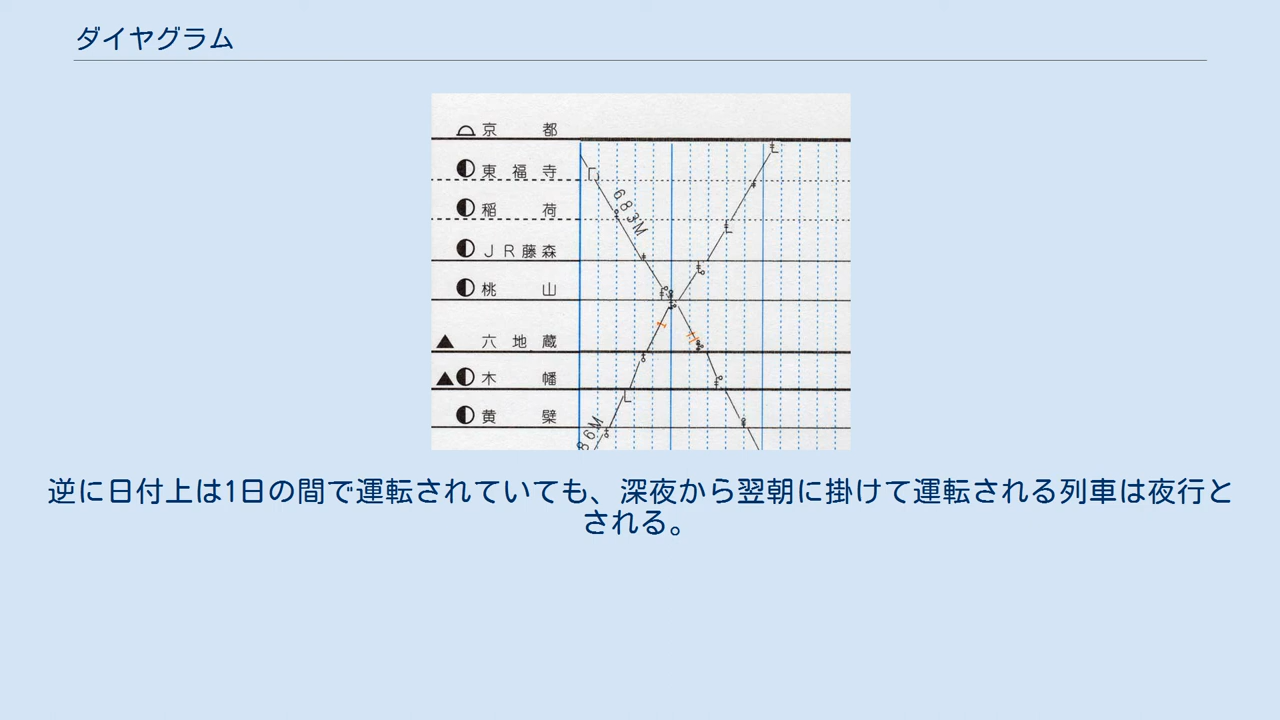 ダイヤグラム
京都
東福寺
稲荷
JR藤森
桃山
六地蔵
木幡
黄檗
683M
86M
逆に日付上は1日の間で運転されていても、深夜から翌朝に掛けて運転される列車は夜行と
される。